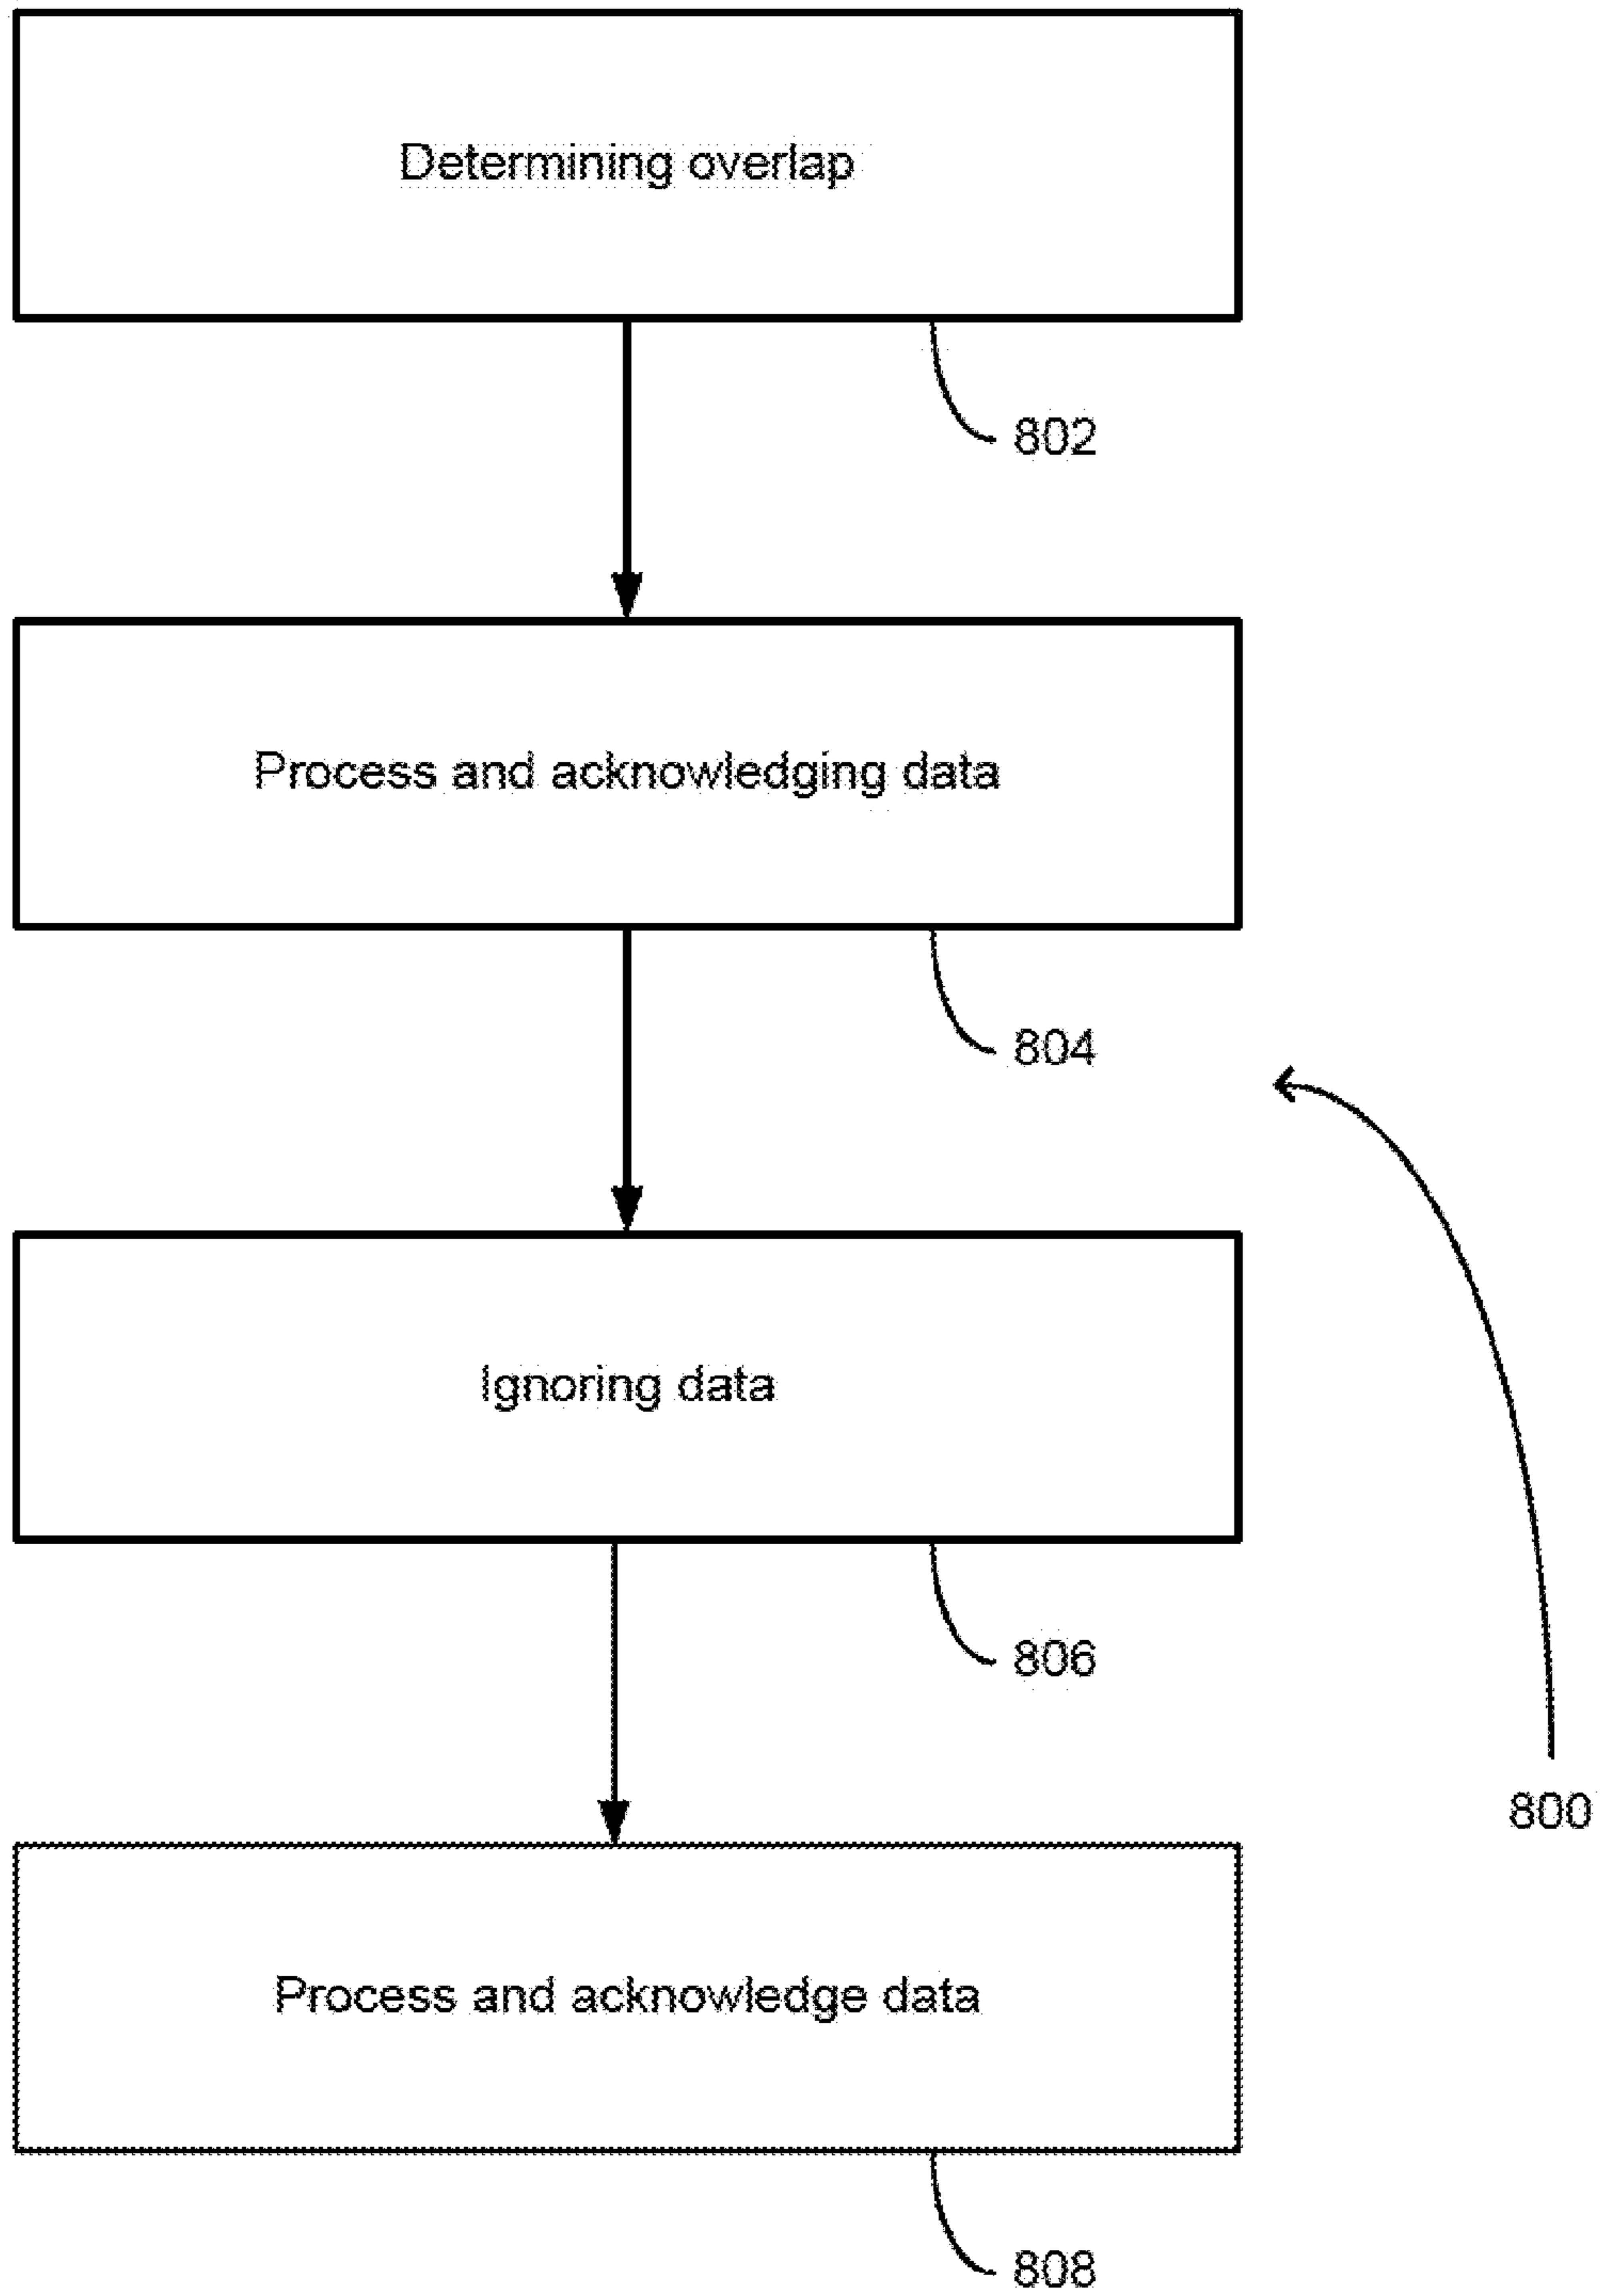 Determining overlap
802
Process and acknowledging data
804
Ignoring data
806
800
Process and acknowledge data
808